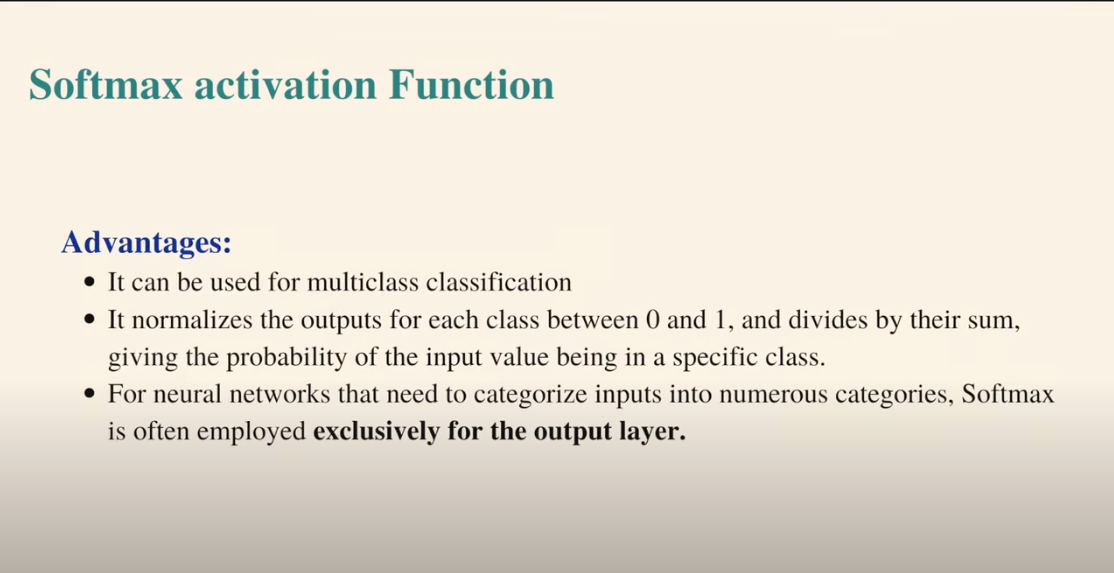 Softmax activation Function
Advantages:
• It can be used for multiclass classification
• It normalizes the outputs for each class between 0 and 1, and divides by their sum,
giving the probability of the input value being in a specific class.
• For neural networks that need to categorize inputs into numerous categories, Softmax
is often employed exclusively for the output layer.